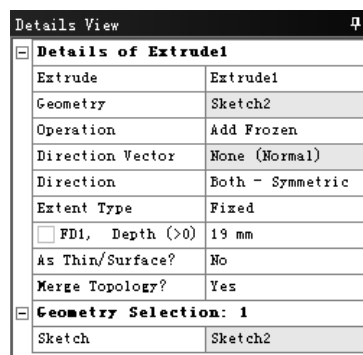 Details View
Details of Extrude1
Extrude Extrude1
Geometry Sketch2
Operation Add Frozen
Direction Vector None (Normal)
Direction Both - Symmetric
Extent Type Fixed
FD1, Depth (>0) 19 mm
As Thin/Surface? No
Merge Topology? Yes
Geometry Selection: 1
Sketch Sketch2